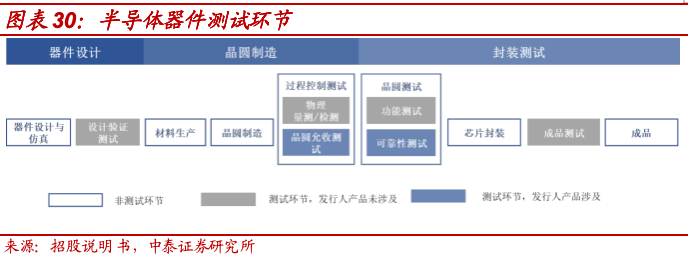 图表 30：半导体器件测试环节
器件设计
晶圆制造
封装测试
器件设计与
仿真
设计验证
测试
材料生产
晶圆制造
过程控制测试
物理
量测/检测
晶圆允收测
试
晶圆测试
功能测试
可靠性测试
芯片封装
成品测试
成品
非测试环节
测试环节，发行人产品未涉及
测试环节，发行人产品涉及
来源：招股说明书，中泰证券研究所